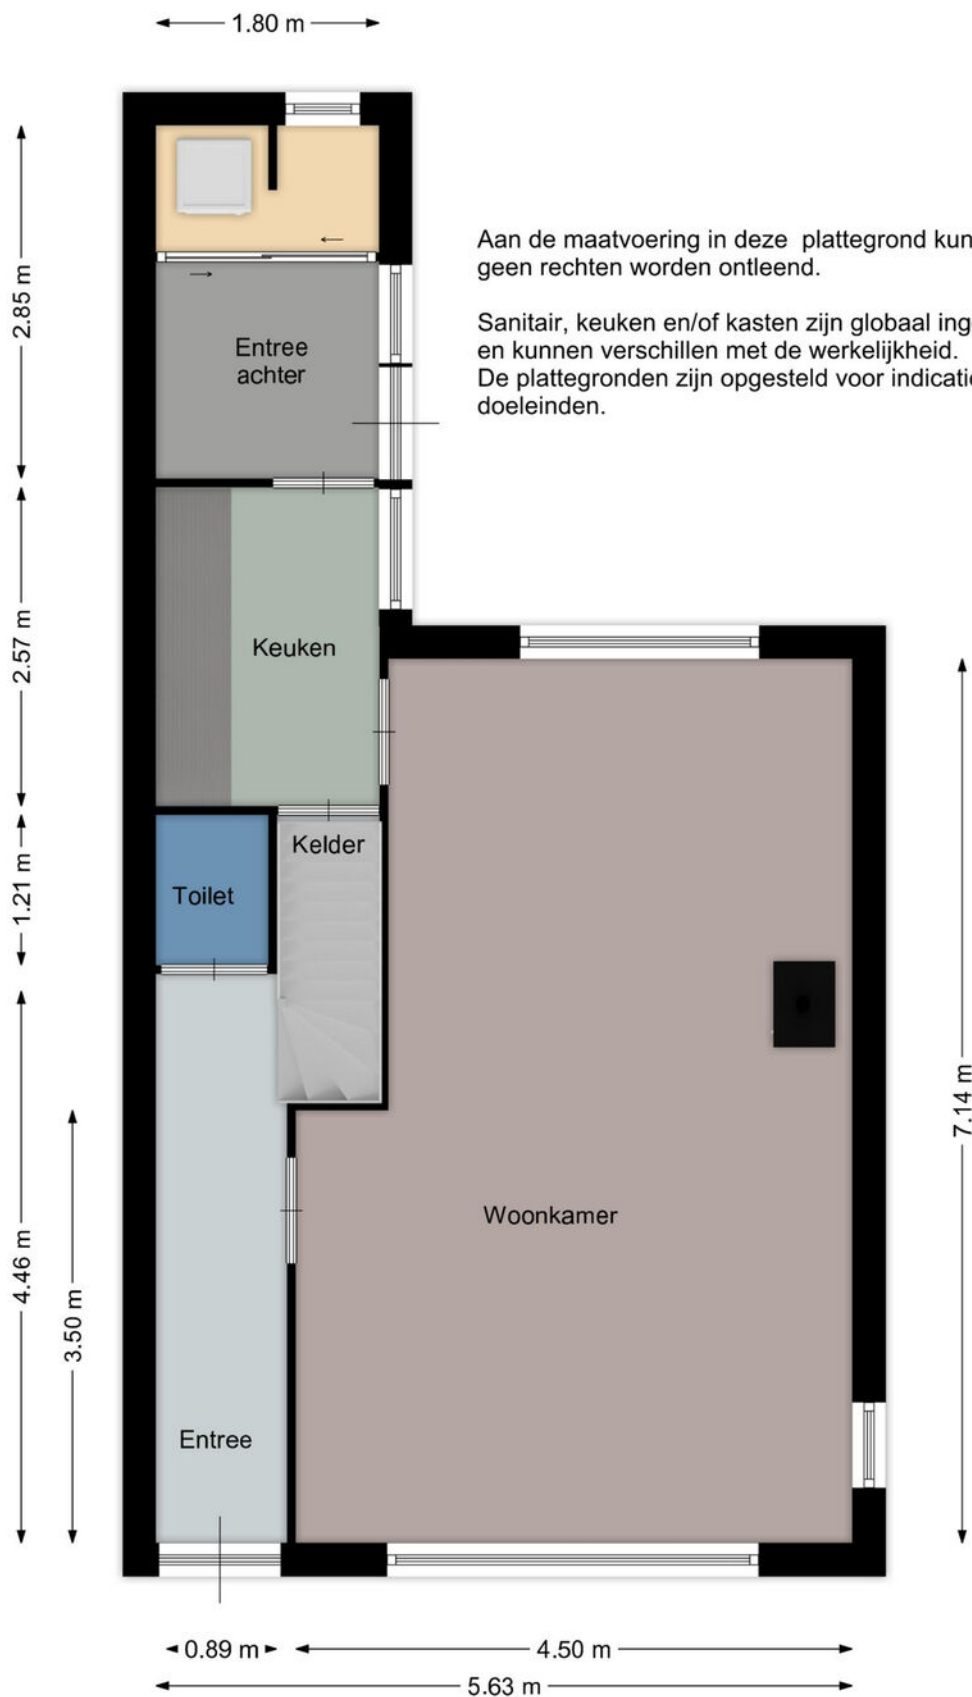 1.80 m
2.85 m
Aan de maatvoering in deze plattegrond kun
geen rechten worden ontleend.
Sanitair, keuken en/of kasten zijn globaal ing
en kunnen verschillen met de werkelijkheid.
De plattegronden zijn opgesteld voor indicati
doeleinden.
Entree
achter
2.57 m
Keuken
1.21 m
Kelder
Toilet
7.14 m
4.46 m
3.50 m
Woonkamer
Entree
0.89 m
4.50 m
5.63 m